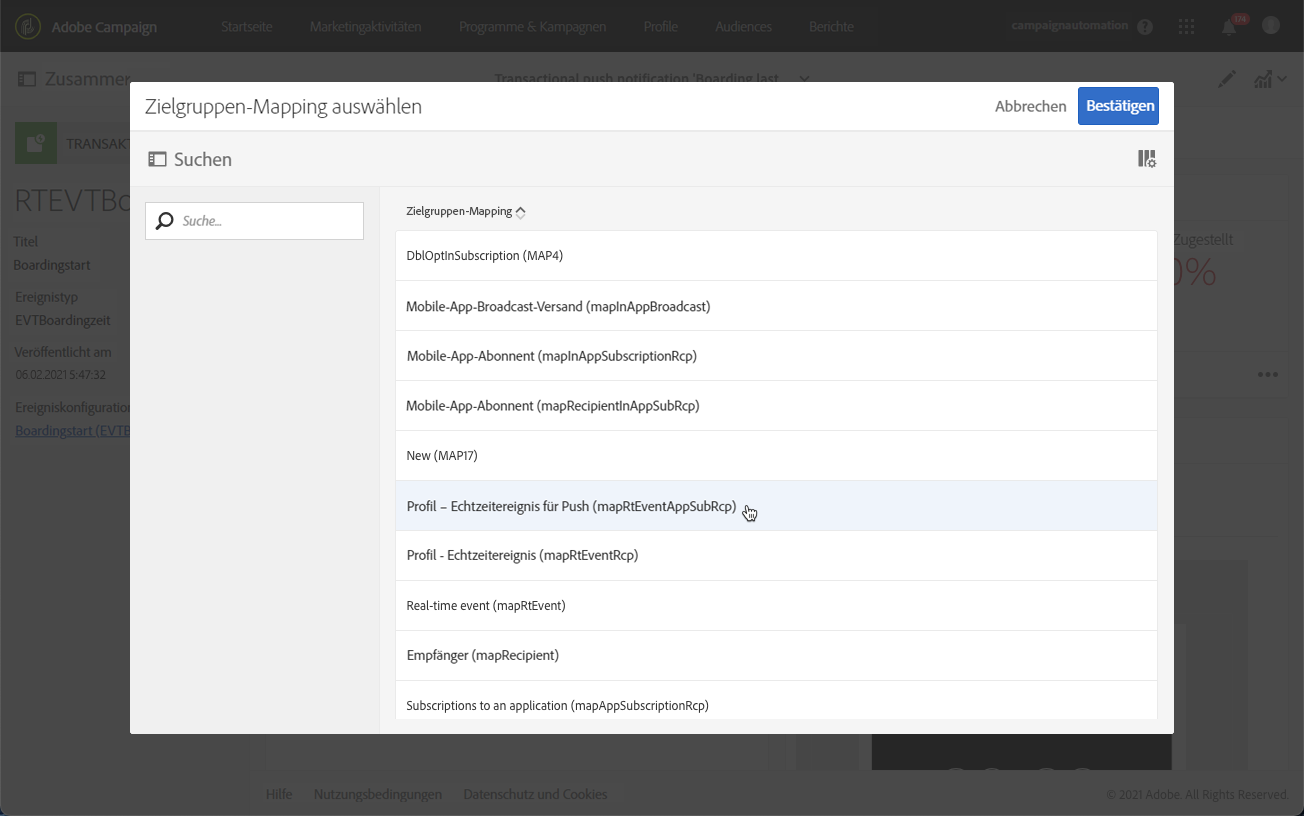 Adobe Campaign
Startseite
Marketingaktivitäten
Programme & Kampagnen
Profile
Audiences
Berichte
campaignautomation
174
Zusammer
Transactional push notification 'Boarding last
TRANSAKT
RTEVTBo
Titel
Boardingstart
Ereignistyp
EVTBoardingzeit
Veröffentlicht am
06.02.2021 5:47:32
Ereigniskonfiguration
Boardingstart (EVTB
Zugestellt
0%
Zielgruppen-Mapping auswählen
Abbrechen
Bestätigen
Suchen
Suche...
Zielgruppen-Mapping
DblOptInSubscription (MAP4)
Mobile-App-Broadcast-Versand (mapInAppBroadcast)
Mobile-App-Abonnent (mapInAppSubscriptionRcp)
Mobile-App-Abonnent (mapRecipientInAppSubRcp)
New (MAP17)
Profil – Echtzeitereignis für Push (mapRtEventAppSubRcp)
Profil - Echtzeitereignis (mapRtEventRcp)
Real-time event (mapRtEvent)
Empfänger (mapRecipient)
Subscriptions to an application (mapAppSubscriptionRcp)
Hilfe
Nutzungsbedingungen
Datenschutz und Cookies
© 2021 Adobe. All Rights Reserved.